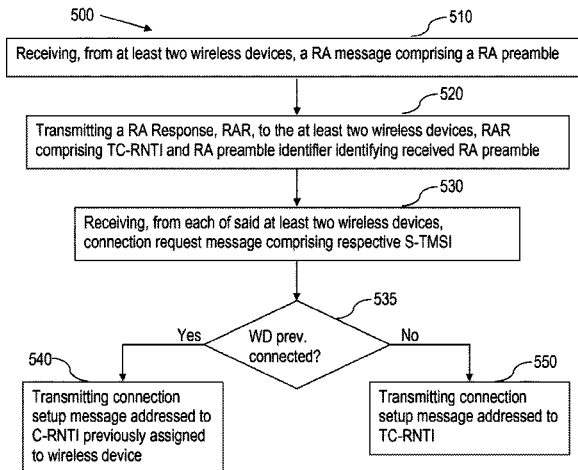 500
510
Receiving, from at least two wireless devices, a RA message comprising a RA preamble
520
Transmitting a RA Response, RAR, to the at least two wireless devices, RAR
comprising TC-RNTI and RA preamble identifier identifying received RA preamble
530
Receiving, from each of said at least two wireless devices,
connection request message comprising respective S-TMSI
535
Yes
WD prev.
connected?
No
540
Transmitting connection
setup message addressed to
C-RNTI previously assigned
to wireless device
550
Transmitting connection
setup message addressed to
TC-RNTI